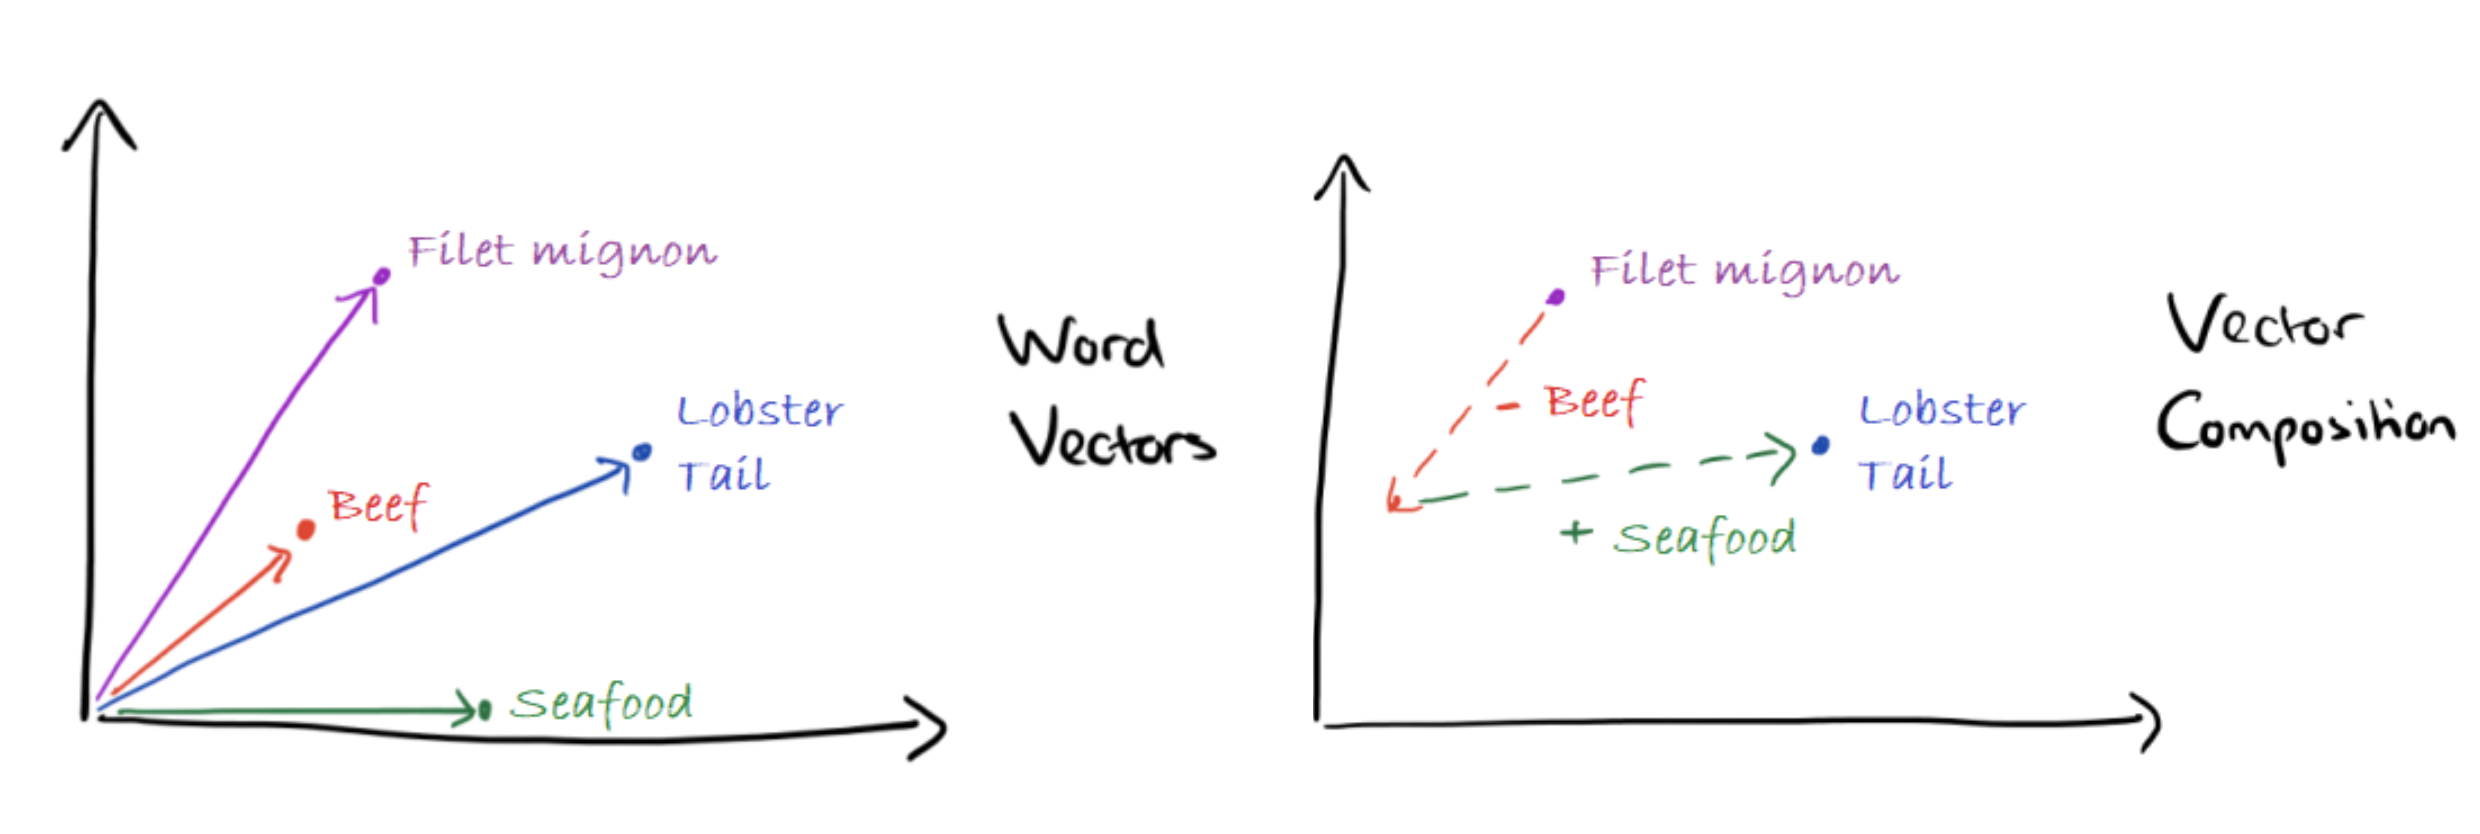 Filet mignon
Lobster
Tail
Beef
Seafood
Word
Vectors
Filet mignon
- Beef
Lobster
Tail
+ Seafood
Vector
Composition